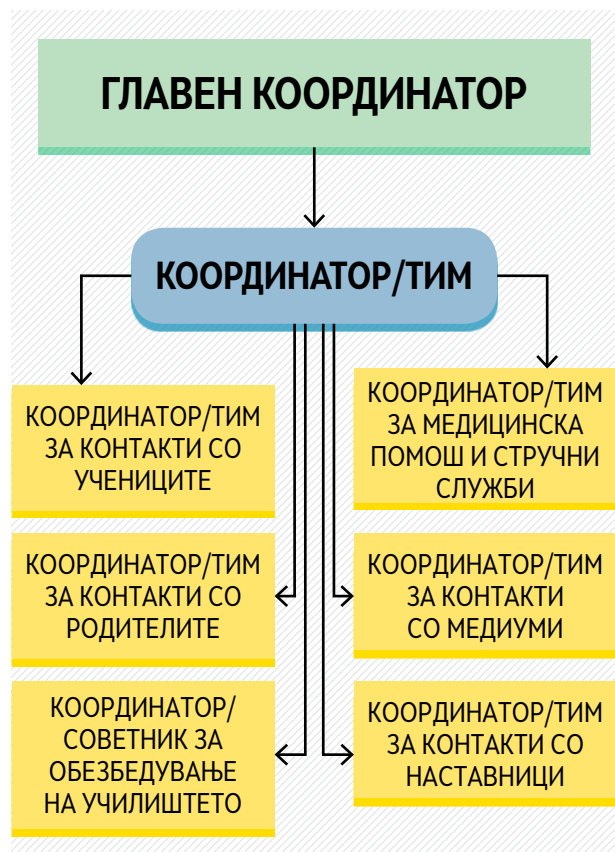 ГЛАВЕН КООРДИНАТОР
КООРДИНАТОР/ТИМ
КООРДИНАТОР/ТИМ
ЗА КОНТАКТИ СО
УЧЕНИЦИТЕ
КООРДИНАТОР/ТИМ
ЗА МЕДИЦИНСКА
ПОМОШ И СТРУЧНИ
СЛУЖБИ
КООРДИНАТОР/ТИМ
ЗА КОНТАКТИ СО
РОДИТЕЛИТЕ
КООРДИНАТОР/ТИМ
ЗА КОНТАКТИ
СО МЕДИУМИ
КООРДИНАТОР/
СОВЕТНИК ЗА
ОБЕЗБЕДУВАЊЕ
НА УЧИЛИШТЕТО
КООРДИНАТОР/ТИМ
ЗА КОНТАКТИ СО
НАСТАВНИЦИ